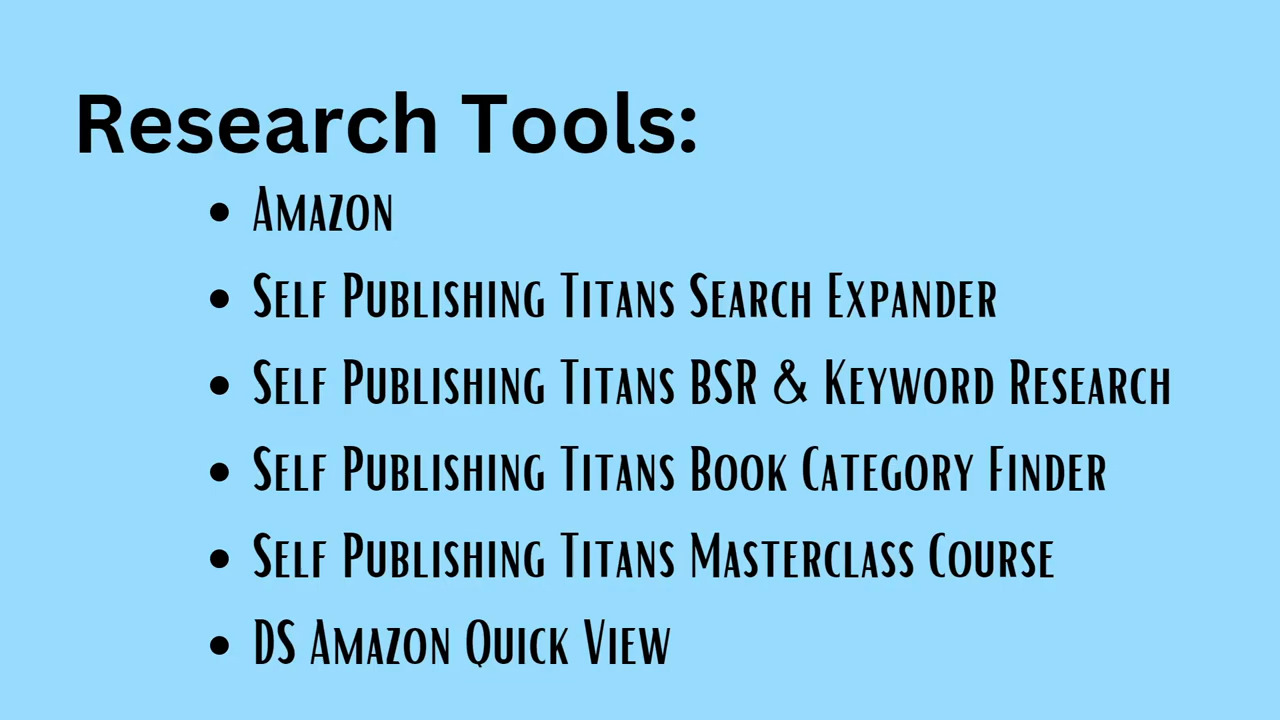 Research Tools:
• Amazon
• Self Publishing Titans Search Expander
• Self Publishing Titans BSR & Keyword Research
• Self Publishing Titans Book Category Finder
• Self Publishing Titans Masterclass Course
• DS Amazon Quick View